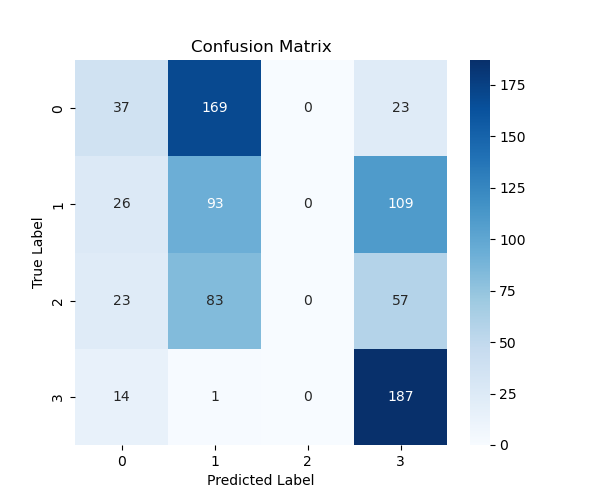 Confusion Matrix
True Label
0 37 169 0 23
1 26 93 0 109
2 23 83 0 57
3 14 1 0 187
0 1 2 3
Predicted Label
175
150
125
100
75
50
25
0